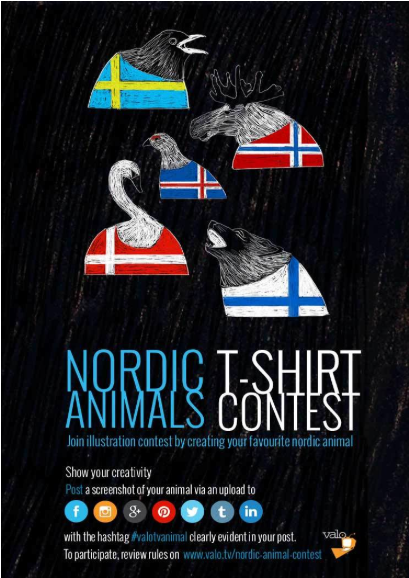 NORDIC T-SHIRT
ANIMALS CONTEST
Join illustration contest by creating your favourite nordic animal
Show your creativity
Post a screenshot of your animal via an upload to
with the hashtag #valotvanimal clearly evident in your post.
To participate, review rules on www.valo.tv/nordic-animal-contest
valo